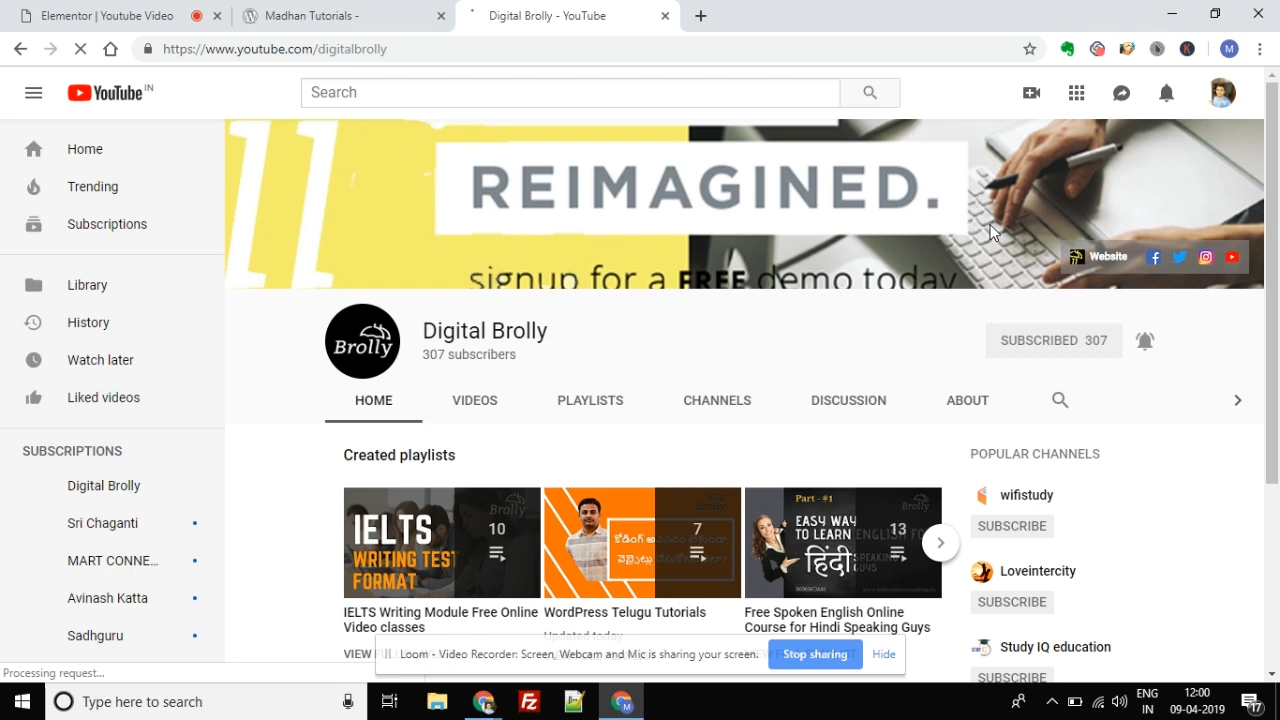 Elementor | Youtube Video
Madhan Tutorials -
Digital Brolly - YouTube
https://www.youtube.com/digitalbrolly
M
YouTube IN
Search
Home
Trending
Subscriptions
Library
History
Watch later
Liked videos
SUBSCRIPTIONS
Digital Brolly
Sri Chaganti
MART CONNE...
Avinash Katta
Sadhguru
REIMAGINED.
signup for a FREE demo today
Website
Brolly
Digital Brolly
307 subscribers
SUBSCRIBED 307
HOME
VIDEOS
PLAYLISTS
CHANNELS
DISCUSSION
ABOUT
Created playlists
IELTS
WRITING TEST
FORMAT
Brolly
10
IELTS Writing Module Free Online
Video classes
Brolly
7
WordPress Telugu Tutorials
Updated today
Part - #1
EASY WAY
TO LEARN
हिंदी
Brolly
13
Free Spoken English Online
Course for Hindi Speaking Guys
POPULAR CHANNELS
wifistudy
SUBSCRIBE
Loveintercity
SUBSCRIBE
Study IQ education
SUBSCRIBE
Loom - Video Recorder: Screen, Webcam and Mic is sharing your screen.
Stop sharing
Hide
Processing request...
Type here to search
ENG
IN
12:00
09-04-2019
17